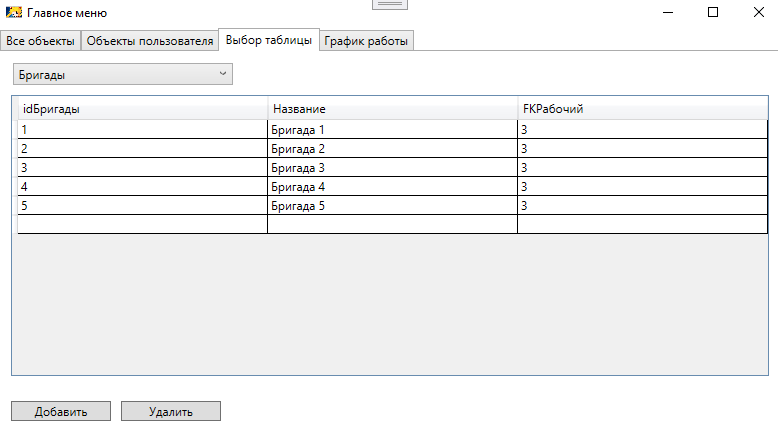 Главное меню
Все объекты Объекты пользователя Выбор таблицы График работы
Бригады
idБригады Название FKРабочий
1 Бригада 1 3
2 Бригада 2 3
3 Бригада 3 3
4 Бригада 4 3
5 Бригада 5 3
Добавить Удалить